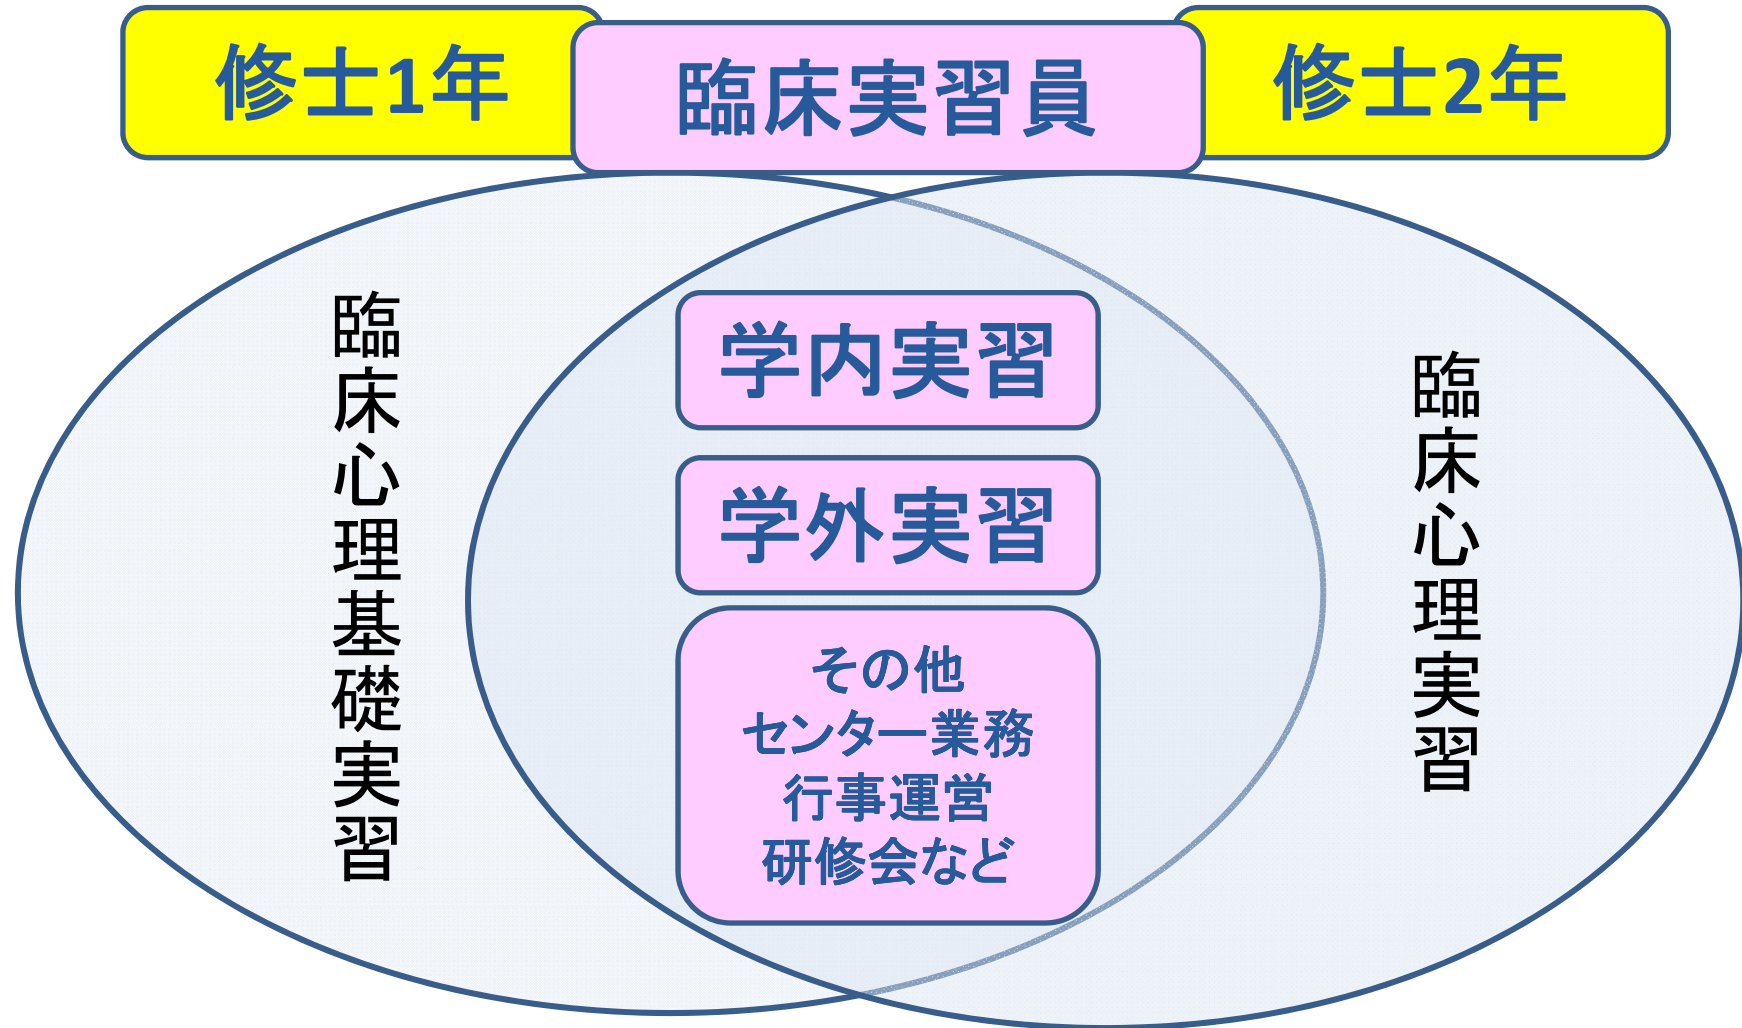 修士1年
臨床実習員
修士2年
臨床心理基礎実習
学内実習
学外実習
その他
センター業務
行事運営
研修会など
臨床心理実習